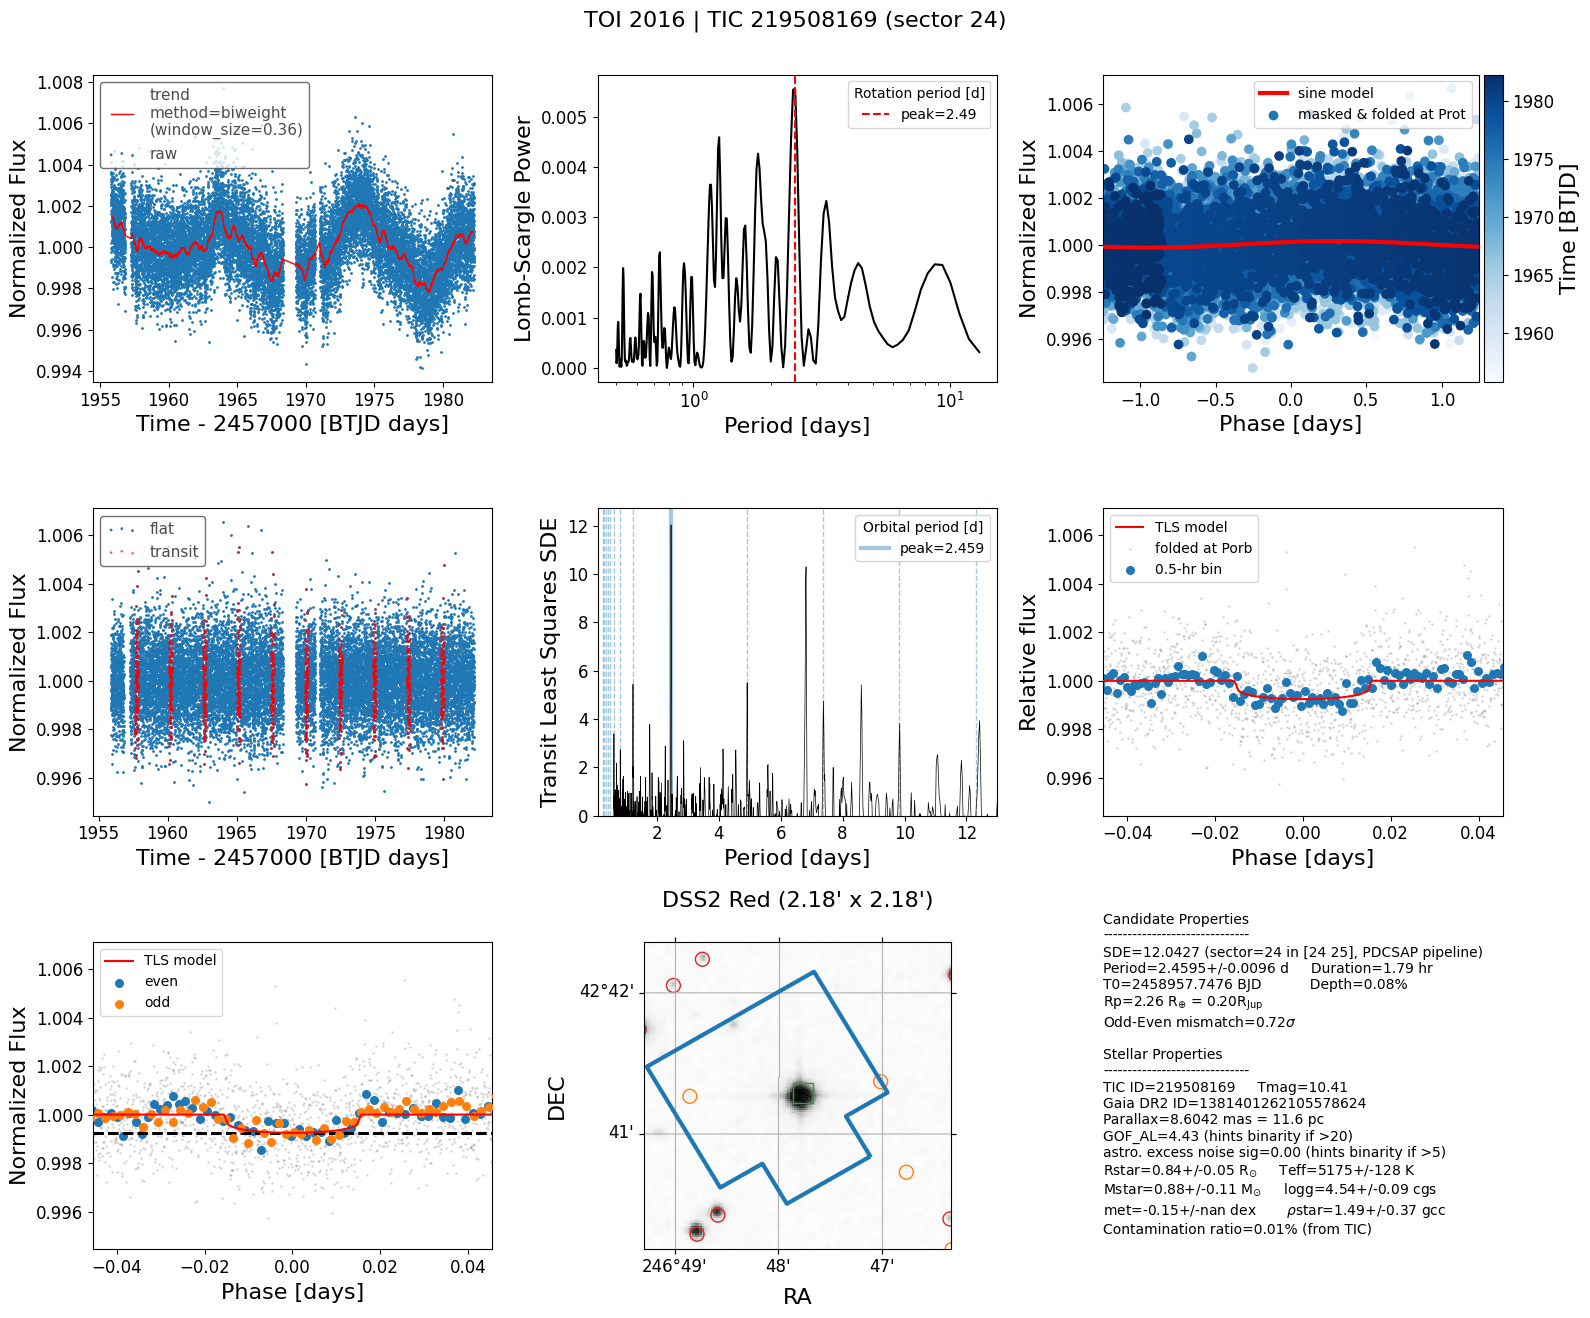 TOI 2016 | TIC 219508169 (sector 24)
Normalized Flux
1.008
1.006
1.004
1.002
1.000
0.998
0.996
0.994
trend
method=biweight
(window_size=0.36)
raw
1955 1960 1965 1970 1975 1980
Time - 2457000 [BTJD days]
Lomb-Scargle Power
0.005
0.004
0.003
0.002
0.001
0.000
Rotation period [d]
peak=2.49
10⁰ 10¹
Period [days]
Normalized Flux
1.006
1.004
1.002
1.000
0.998
0.996
sine model
masked & folded at Prot
−1.0 −0.5 0.0 0.5 1.0
Phase [days]
1980
1975
1970
1965
1960
Time [BTJD]
Normalized Flux
1.006
1.004
1.002
1.000
0.998
0.996
flat
transit
1955 1960 1965 1970 1975 1980
Time - 2457000 [BTJD days]
Transit Least Squares SDE
12
10
8
6
4
2
0
Orbital period [d]
peak=2.459
2 4 6 8 10 12
Period [days]
Relative flux
1.006
1.004
1.002
1.000
0.998
0.996
TLS model
folded at Porb
0.5-hr bin
−0.04 −0.02 0.00 0.02 0.04
Phase [days]
Normalized Flux
1.006
1.004
1.002
1.000
0.998
0.996
TLS model
even
odd
−0.04 −0.02 0.00 0.02 0.04
Phase [days]
DSS2 Red (2.18' x 2.18')
DEC
42°42'
41'
246°49' 48' 47'
RA
Candidate Properties
------------------------------
SDE=12.0427 (sector=24 in [24 25], PDCSAP pipeline)
Period=2.4595+/-0.0096 d Duration=1.79 hr
T0=2458957.7476 BJD Depth=0.08%
Rp=2.26 R⊕ = 0.20RJup
Odd-Even mismatch=0.72σ
Stellar Properties
------------------------------
TIC ID=219508169 Tmag=10.41
Gaia DR2 ID=1381401262105578624
Parallax=8.6042 mas = 11.6 pc
GOF_AL=4.43 (hints binarity if >20)
astro. excess noise sig=0.00 (hints binarity if >5)
Rstar=0.84+/-0.05 R☉ Teff=5175+/-128 K
Mstar=0.88+/-0.11 M☉ logg=4.54+/-0.09 cgs
met=-0.15+/-nan dex ρstar=1.49+/-0.37 gcc
Contamination ratio=0.01% (from TIC)